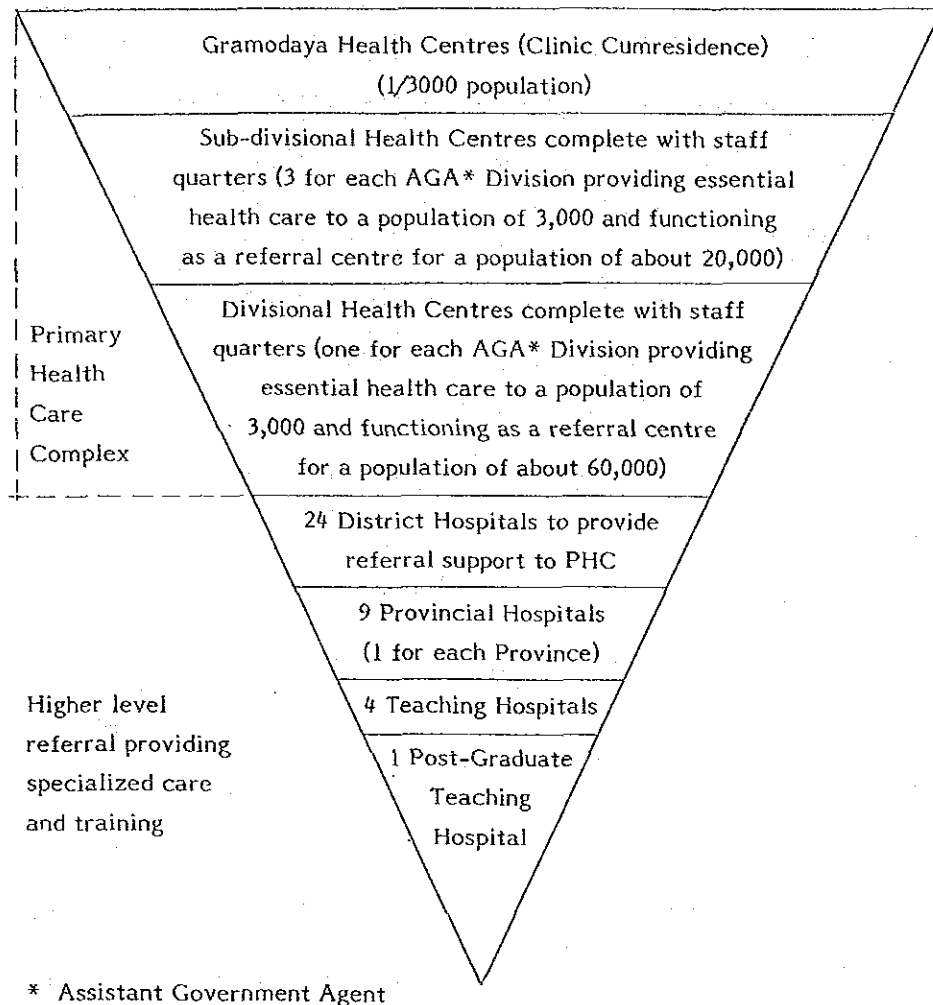 Gramodaya Health Centres (Clinic Cumresidence)
(1/3000 population)
Sub-divisional Health Centres complete with staff
quarters (3 for each AGA* Division providing essential
health care to a population of 3,000 and functioning
as a referral centre for a population of about 20,000)
Divisional Health Centres complete with staff
quarters (one for each AGA* Division providing
essential health care to a population of
3,000 and functioning as a referral centre
for a population of about 60,000)
Primary
Health
Care
Complex
24 District Hospitals to provide
referral support to PHC
9 Provincial Hospitals
(1 for each Province)
4 Teaching Hospitals
1 Post-Graduate
Teaching
Hospital
Higher level
referral providing
specialized care
and training
* Assistant Government Agent